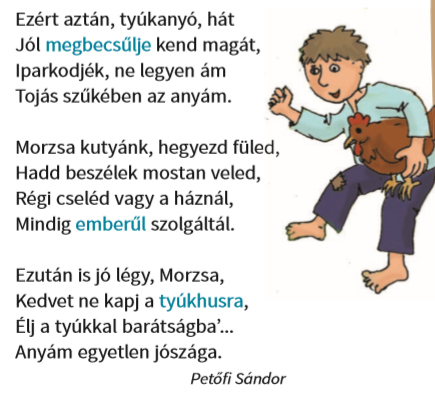 Ezért aztán, tyúkanyó, hát
Jól megbecsűlje kend magát,
Iparkodjék, ne legyen ám
Tojás szűkében az anyám.

Morzsa kutyánk, hegyezd füled,
Hadd beszélek mostan veled,
Régi cseléd vagy a háznál,
Mindig emberűl szolgáltál.

Ezután is jó légy, Morzsa,
Kedvet ne kapj a tyúkhusra,
Élj a tyúkkal barátságba'...
Anyám egyetlen jószága.
Petőfi Sándor